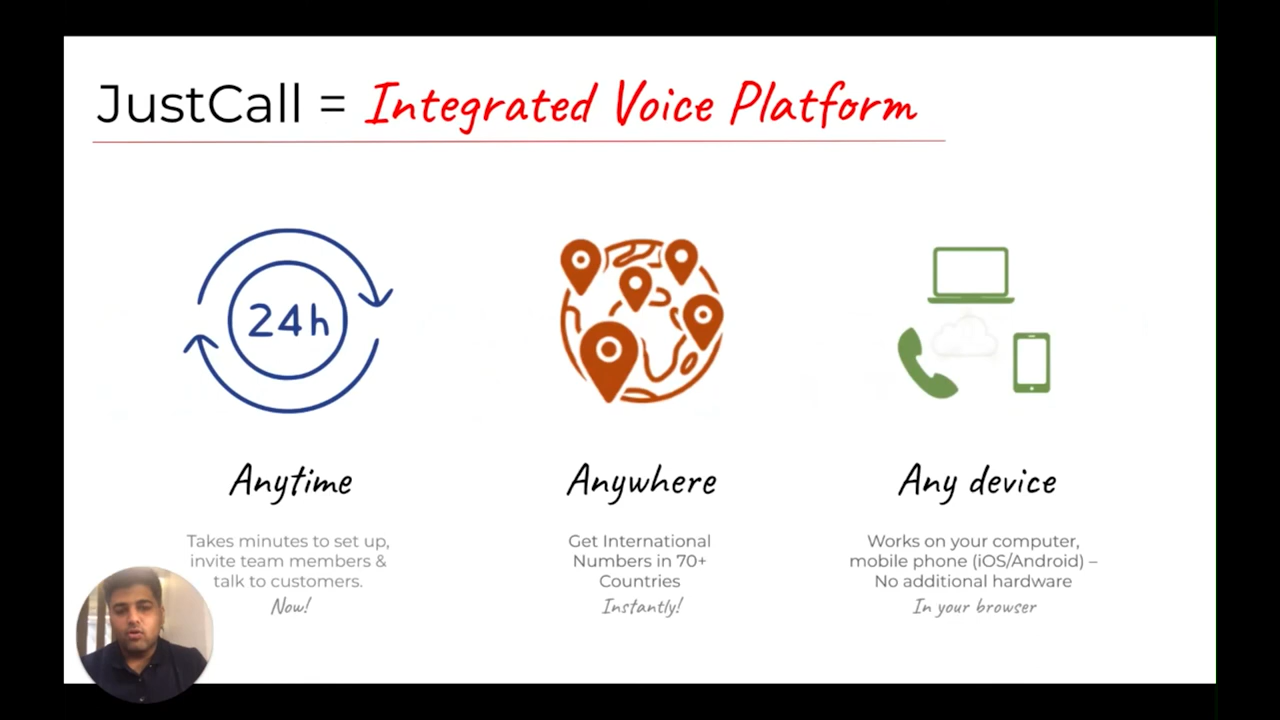 JustCall = Integrated Voice Platform
24h
Anytime
Takes minutes to set up,
invite team members &
talk to customers.
Now!
Anywhere
Get International
Numbers in 70+
Countries
Instantly!
Any device
Works on your computer,
mobile phone (iOS/Android) –
No additional hardware
In your browser